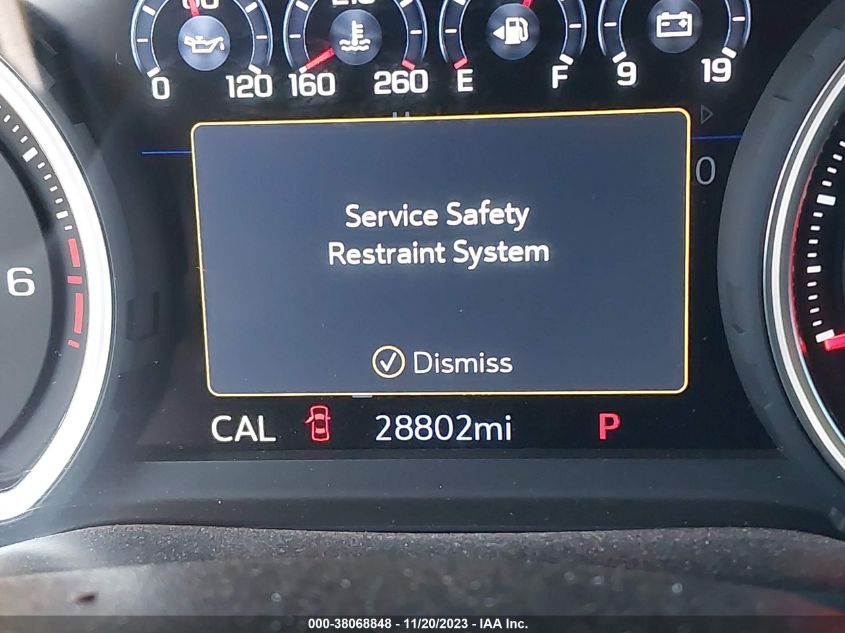 0 120 160 260 E F 9 19
Service Safety
Restraint System
6
Dismiss
CAL 28802mi P
000-38068848 - 11/20/2023 - IAA Inc.